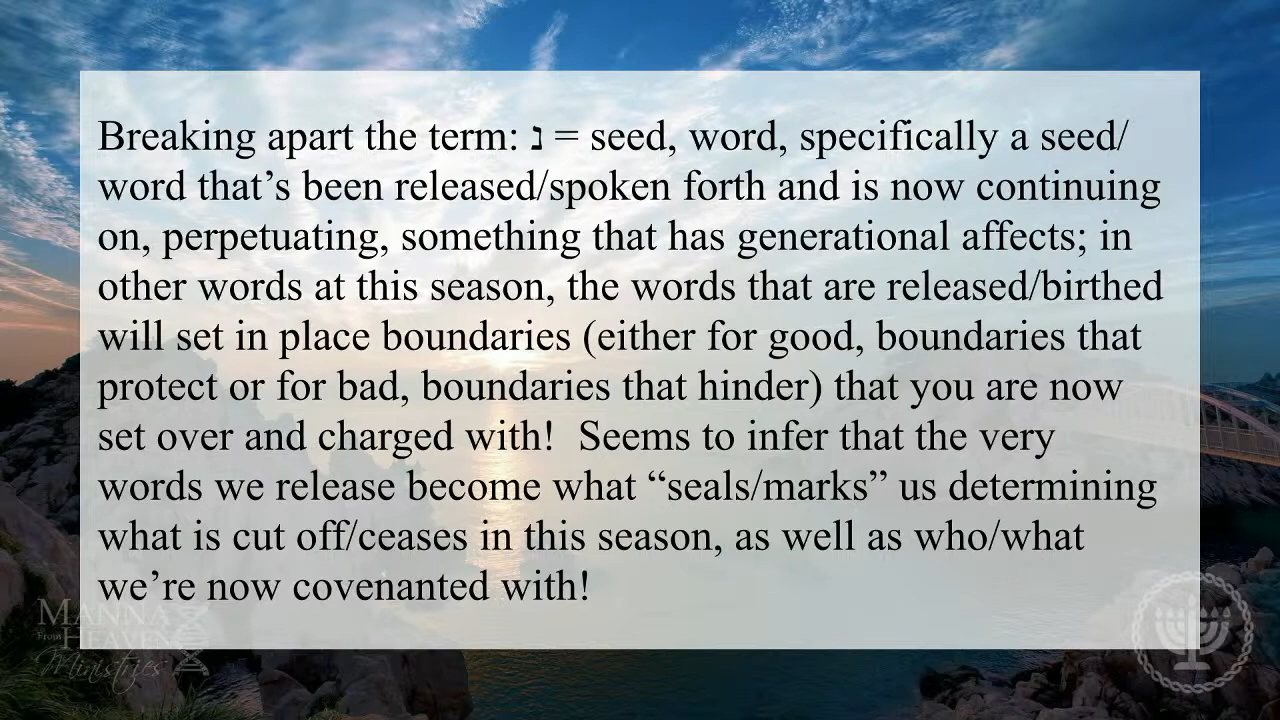 Breaking apart the term: נ = seed, word, specifically a seed/
word that’s been released/spoken forth and is now continuing
on, perpetuating, something that has generational affects; in
other words at this season, the words that are released/birthed
will set in place boundaries (either for good, boundaries that
protect or for bad, boundaries that hinder) that you are now
set over and charged with!  Seems to infer that the very
words we release become what “seals/marks” us determining
what is cut off/ceases in this season, as well as who/what
we’re now covenanted with!
MANNA
From HEAVEN
Ministries